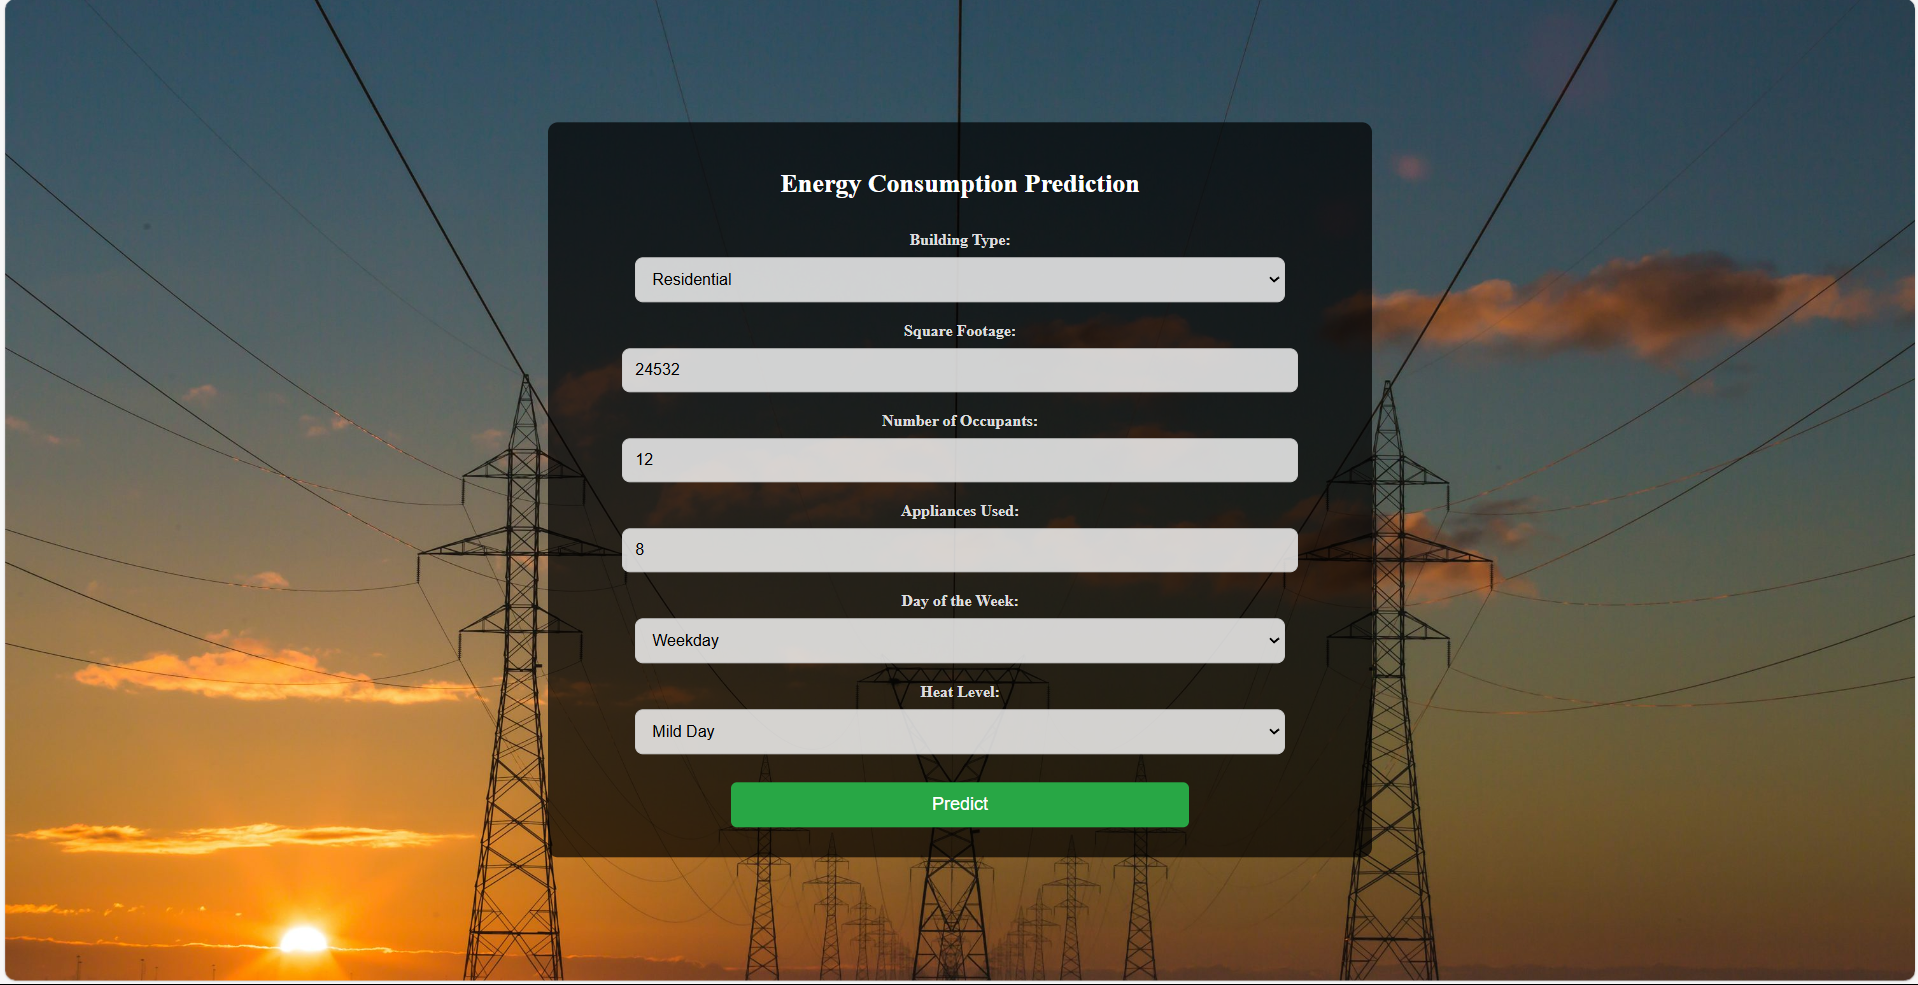 Energy Consumption Prediction
Building Type:
Residential
Square Footage:
24532
Number of Occupants:
12
Appliances Used:
8
Day of the Week:
Weekday
Heat Level:
Mild Day
Predict